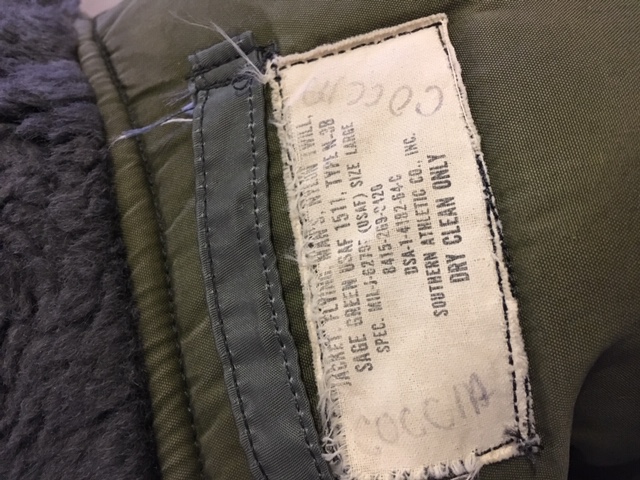 COCCIA
JACKET, FLYING, MAN'S, NYLON TWILL,
SAGE GREEN USAF 1511, TYPE N-3B
SPEC. MIL-J-6279F (USAF) SIZE LARGE
8415-269-0420
DSA-1-4182-64-C
SOUTHERN ATHLETIC CO., INC.
DRY CLEAN ONLY
COCCIA